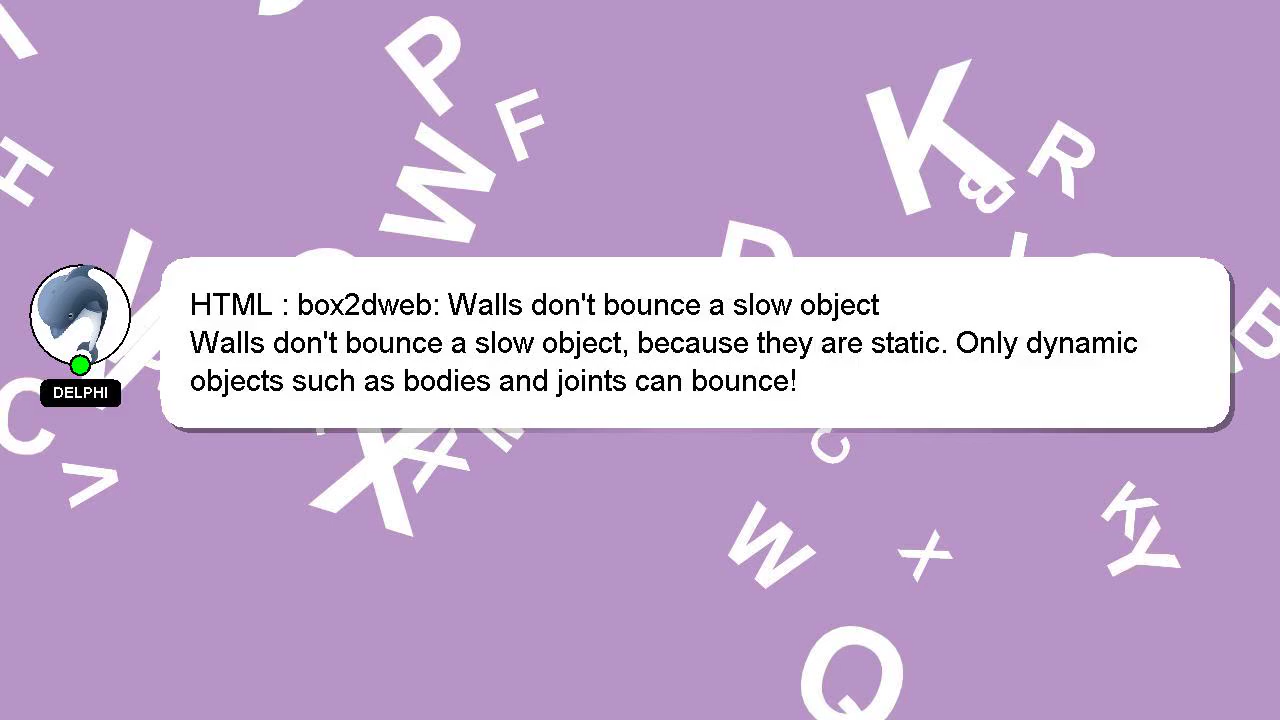 HTML : box2dweb: Walls don't bounce a slow object
Walls don't bounce a slow object, because they are static. Only dynamic
objects such as bodies and joints can bounce!
DELPHI
P
F
W
K
R
B
H
D
B
C
V
X
X
C
W
X
K
Y
Q